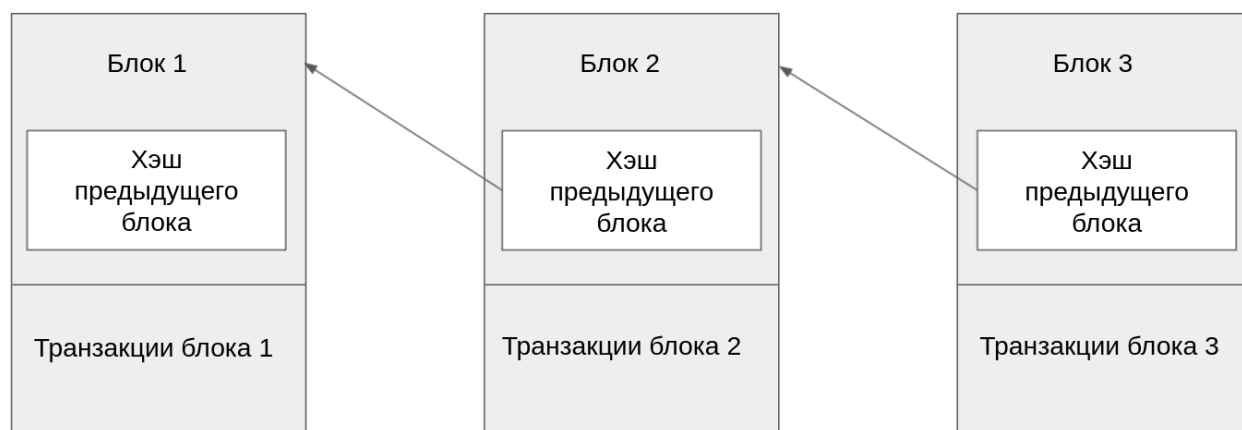 Блок 1
Хэш
предыдущего
блока
Транзакции блока 1
Блок 2
Хэш
предыдущего
блока
Транзакции блока 2
Блок 3
Хэш
предыдущего
блока
Транзакции блока 3